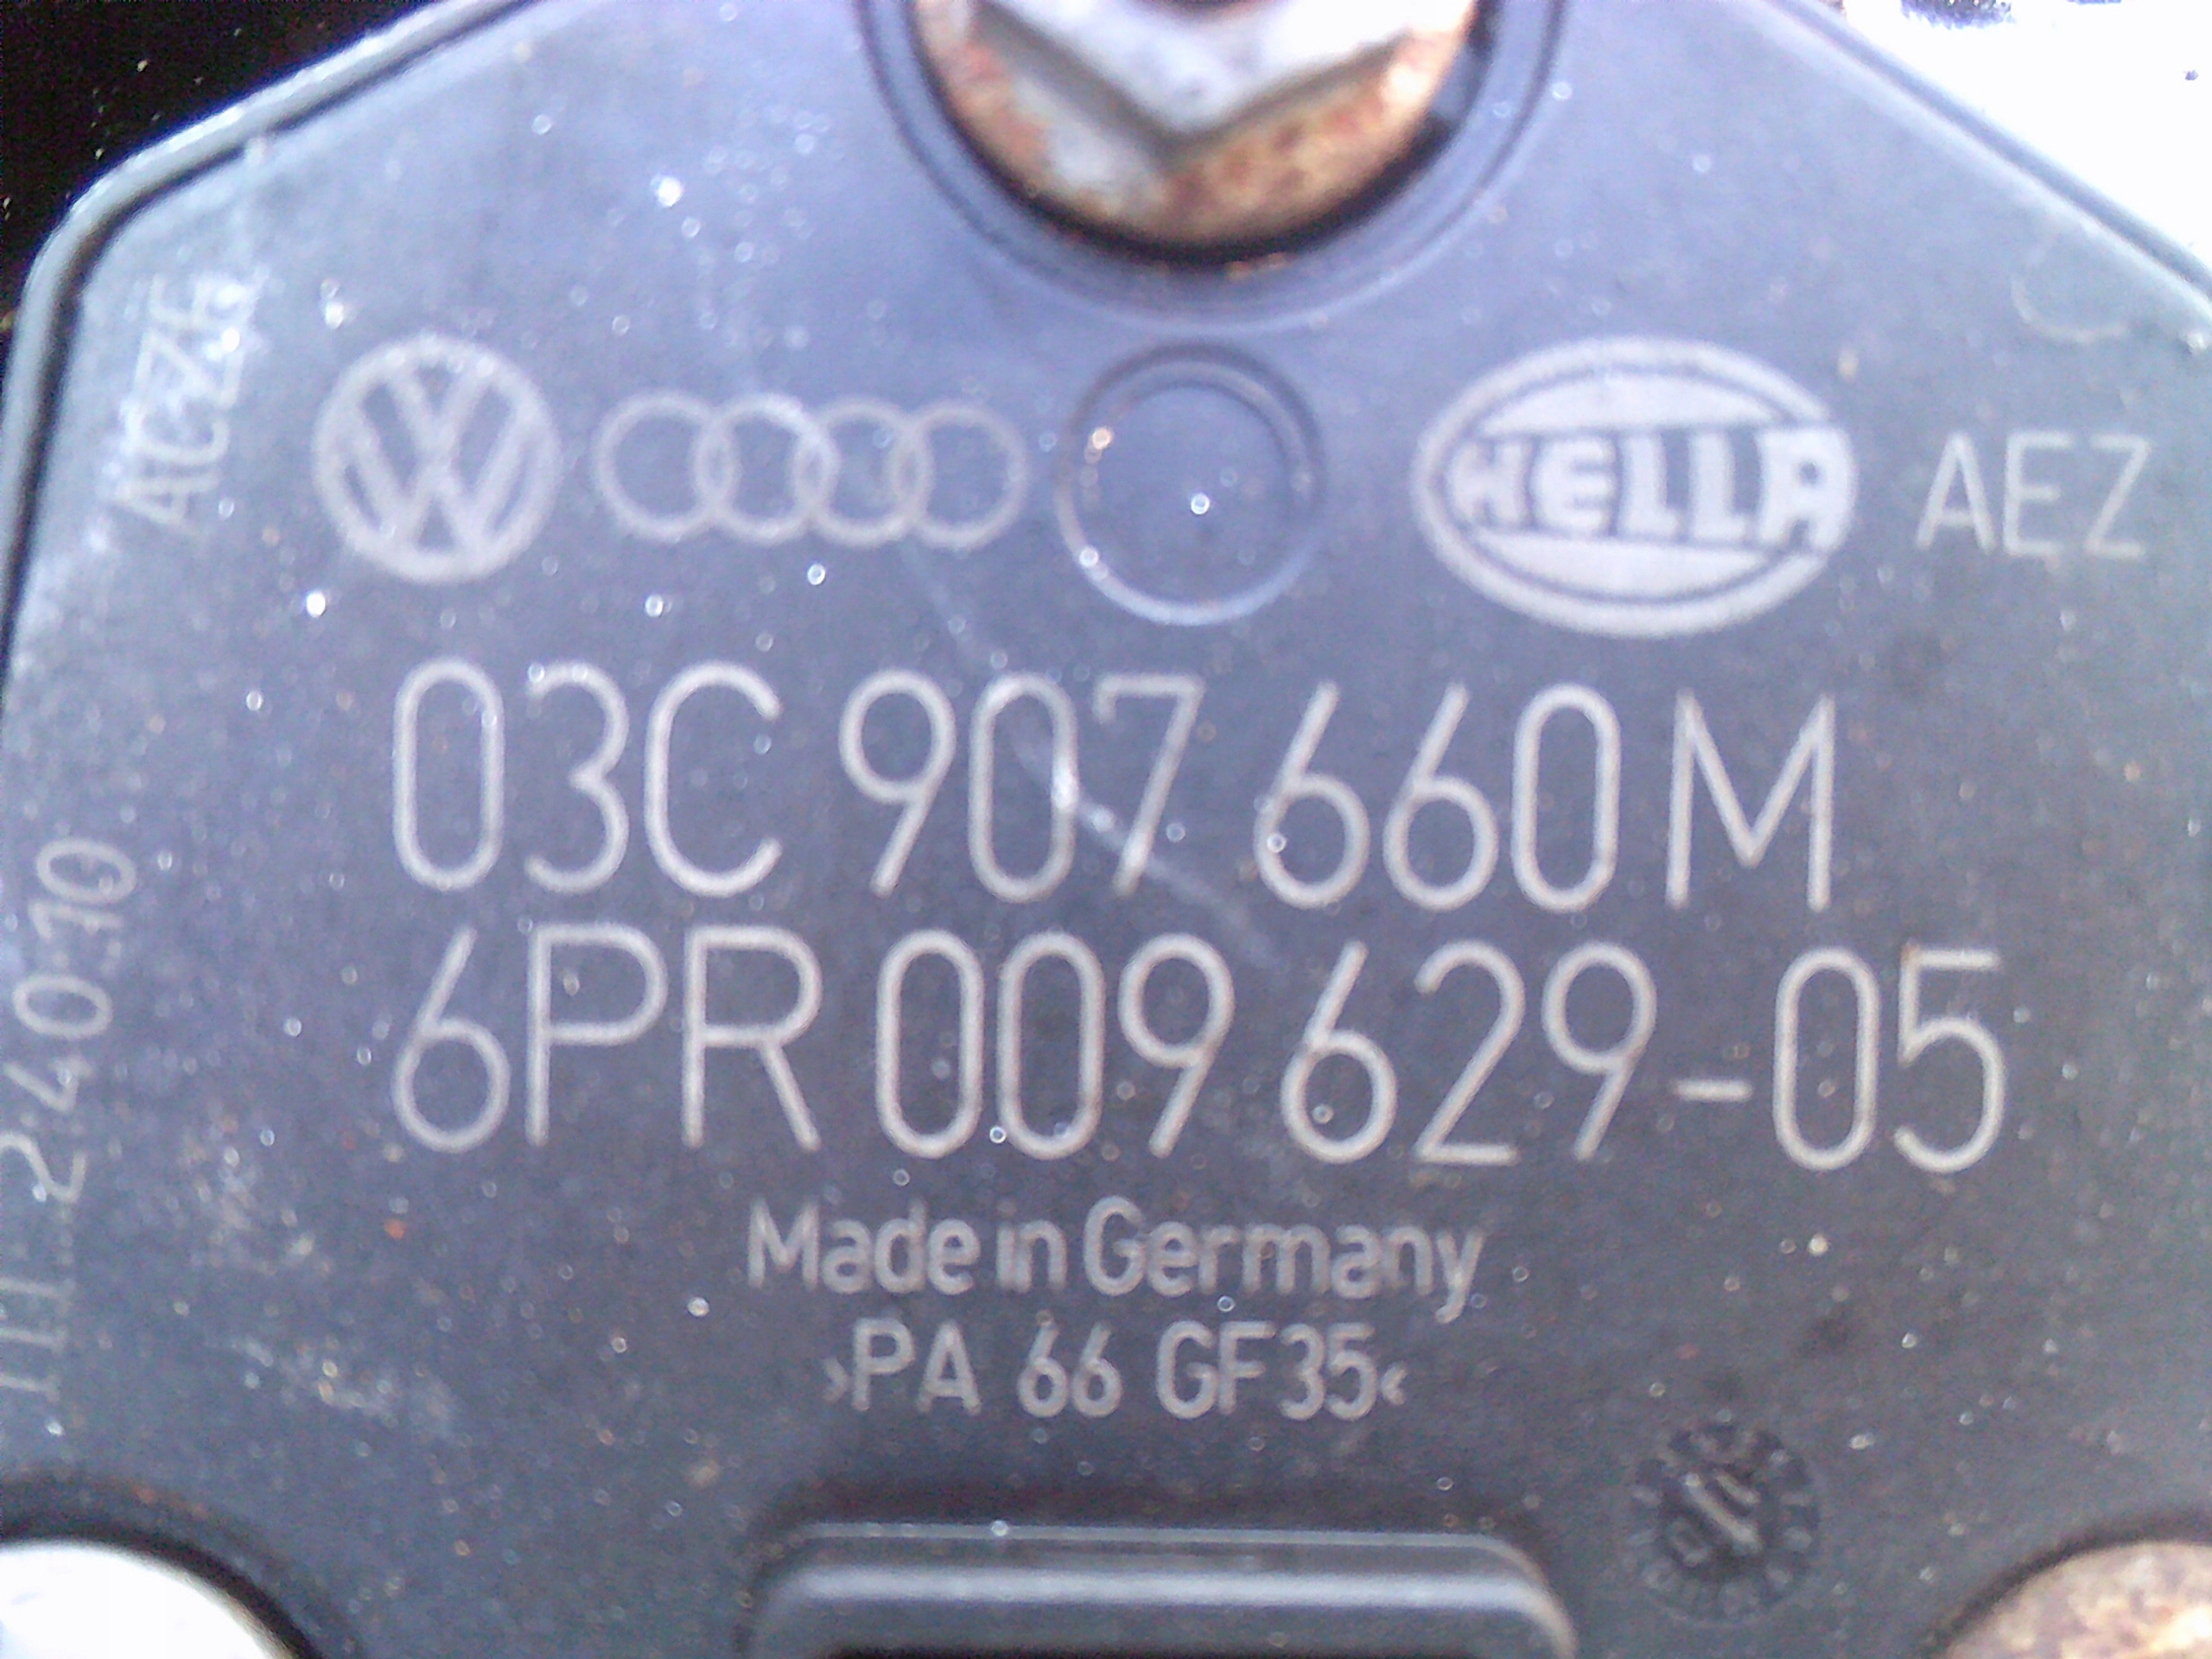 HELLA AEZ
03C 907 660 M
6PR 009 629-05
Made in Germany
>PA 66 GF35<